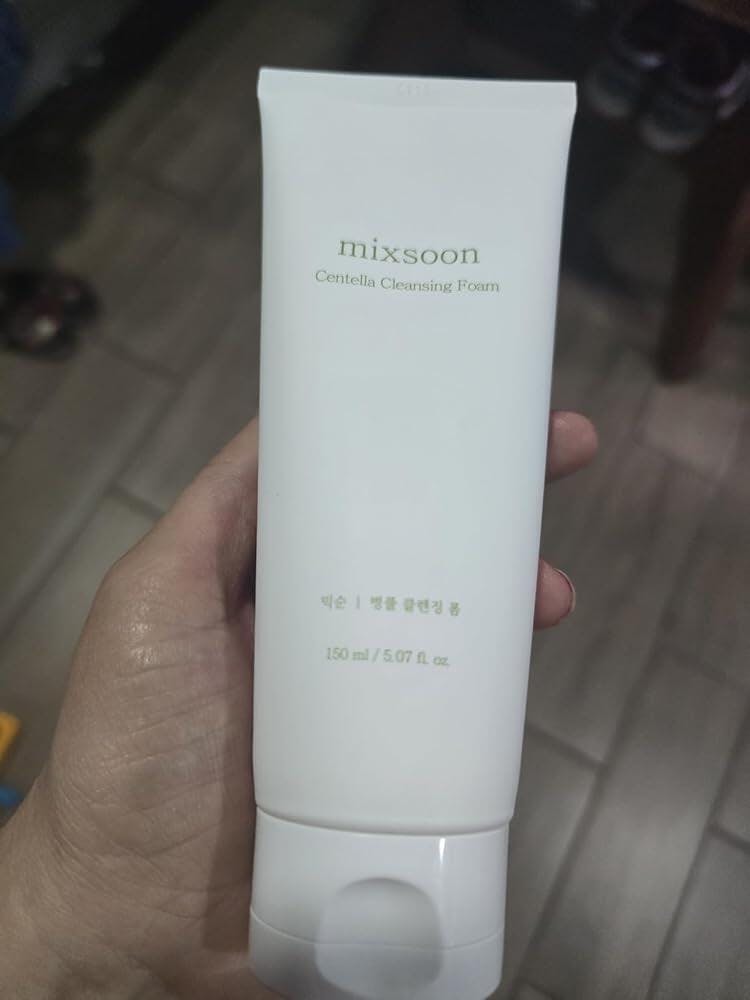 mixsoon
Centella Cleansing Foam
믹순 | 병풀 클렌징 폼
150 ml / 5.07 fl. oz.